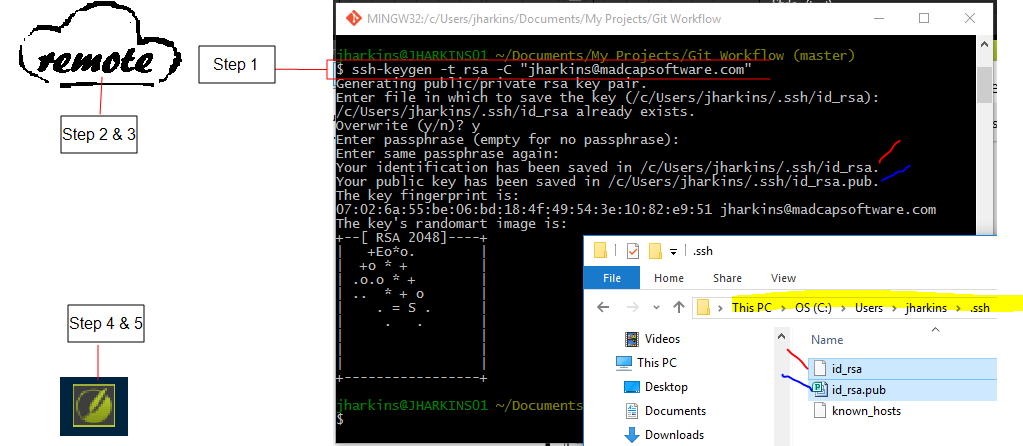 remote
Step 1
Step 2 & 3
Step 4 & 5
MINGW32:/c/Users/jharkins/Documents/My Projects/Git Workflow
jharkins@JHARKINS01 ~/Documents/My Projects/Git Workflow (master)
$ ssh-keygen -t rsa -C "jharkins@madcapsoftware.com"
Generating public/private rsa key pair.
Enter file in which to save the key (/c/Users/jharkins/.ssh/id_rsa):
/c/Users/jharkins/.ssh/id_rsa already exists.
Overwrite (y/n)? y
Enter passphrase (empty for no passphrase):
Enter same passphrase again:
Your identification has been saved in /c/Users/jharkins/.ssh/id_rsa.
Your public key has been saved in /c/Users/jharkins/.ssh/id_rsa.pub.
The key fingerprint is:
07:02:6a:55:be:06:bd:18:4f:49:54:3e:10:82:e9:51 jharkins@madcapsoftware.com
The key's randomart image is:
+--[ RSA 2048]----+
|   +Eo*o.        |
|  +o * +         |
| .o.o * +        |
| ..  * + o       |
|    . = S .      |
|     .   .       |
|                 |
|                 |
|                 |
+-----------------+
jharkins@JHARKINS01 ~/Documents
$
.ssh
File Home Share View
This PC > OS (C:) > Users > jharkins > .ssh
Videos
This PC
Desktop
Documents
Downloads
Name
id_rsa
id_rsa.pub
known_hosts